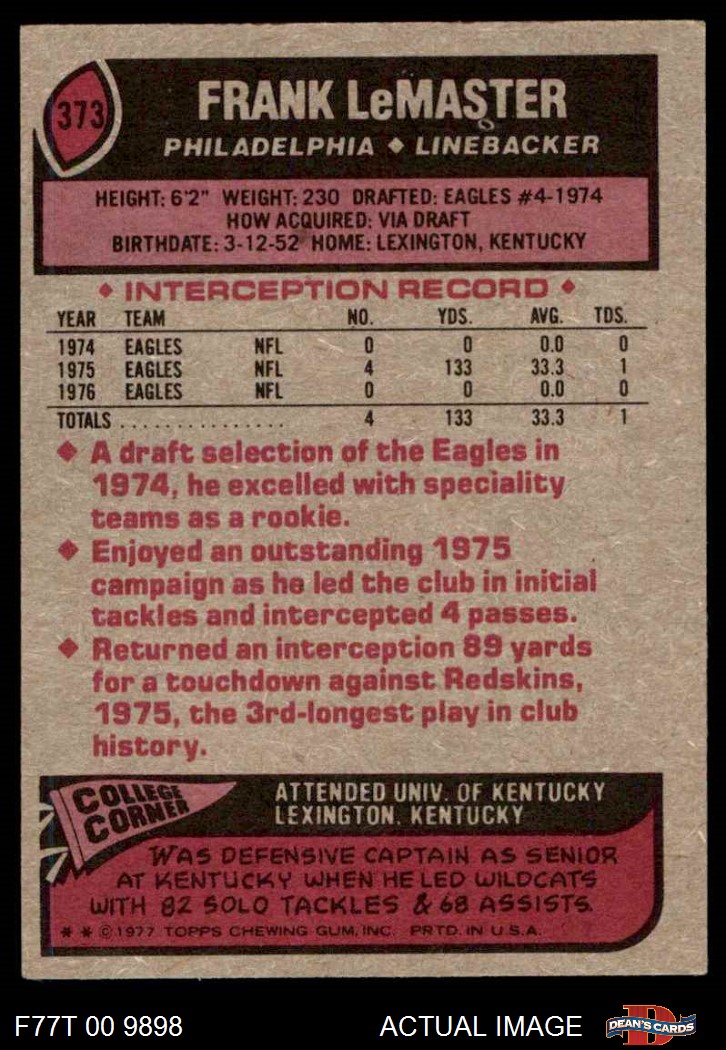 373
FRANK LeMASTER
PHILADELPHIA ◆ LINEBACKER
HEIGHT: 6'2" WEIGHT: 230 DRAFTED: EAGLES #4-1974
HOW ACQUIRED: VIA DRAFT
BIRTHDATE: 3-12-52 HOME: LEXINGTON, KENTUCKY
◆ INTERCEPTION RECORD ◆
YEAR TEAM NO. YDS. AVG. TDS.
1974 EAGLES NFL 0 0 0.0 0
1975 EAGLES NFL 4 133 33.3 1
1976 EAGLES NFL 0 0 0.0 0
TOTALS . . . . . . . . . . . . . . . 4 133 33.3 1
◆ A draft selection of the Eagles in
1974, he excelled with speciality
teams as a rookie.
◆ Enjoyed an outstanding 1975
campaign as he led the club in initial
tackles and intercepted 4 passes.
◆ Returned an interception 89 yards
for a touchdown against Redskins,
1975, the 3rd-longest play in club
history.
COLLEGE
CORNER
ATTENDED UNIV. OF KENTUCKY
LEXINGTON, KENTUCKY
WAS DEFENSIVE CAPTAIN AS SENIOR
AT KENTUCKY WHEN HE LED WILDCATS
WITH 82 SOLO TACKLES & 68 ASSISTS.
* * © 1977 TOPPS CHEWING GUM, INC. PRTD. IN U.S.A.
F77T 00 9898
ACTUAL IMAGE
D
DEAN'S CARDS